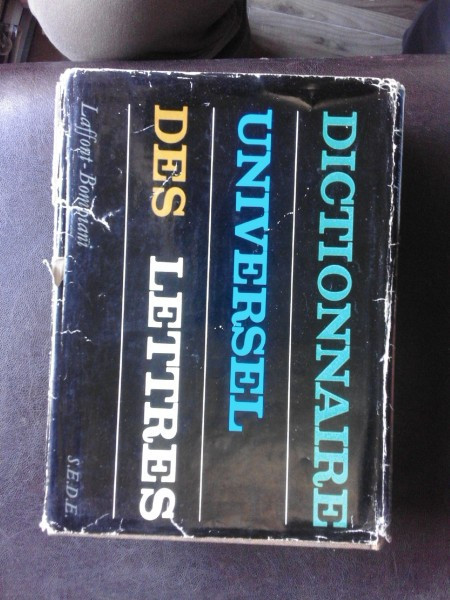 DICTIONNAIRE
UNIVERSEL
DES LETTRES
Laffont-Bompiani S.E.D.E.